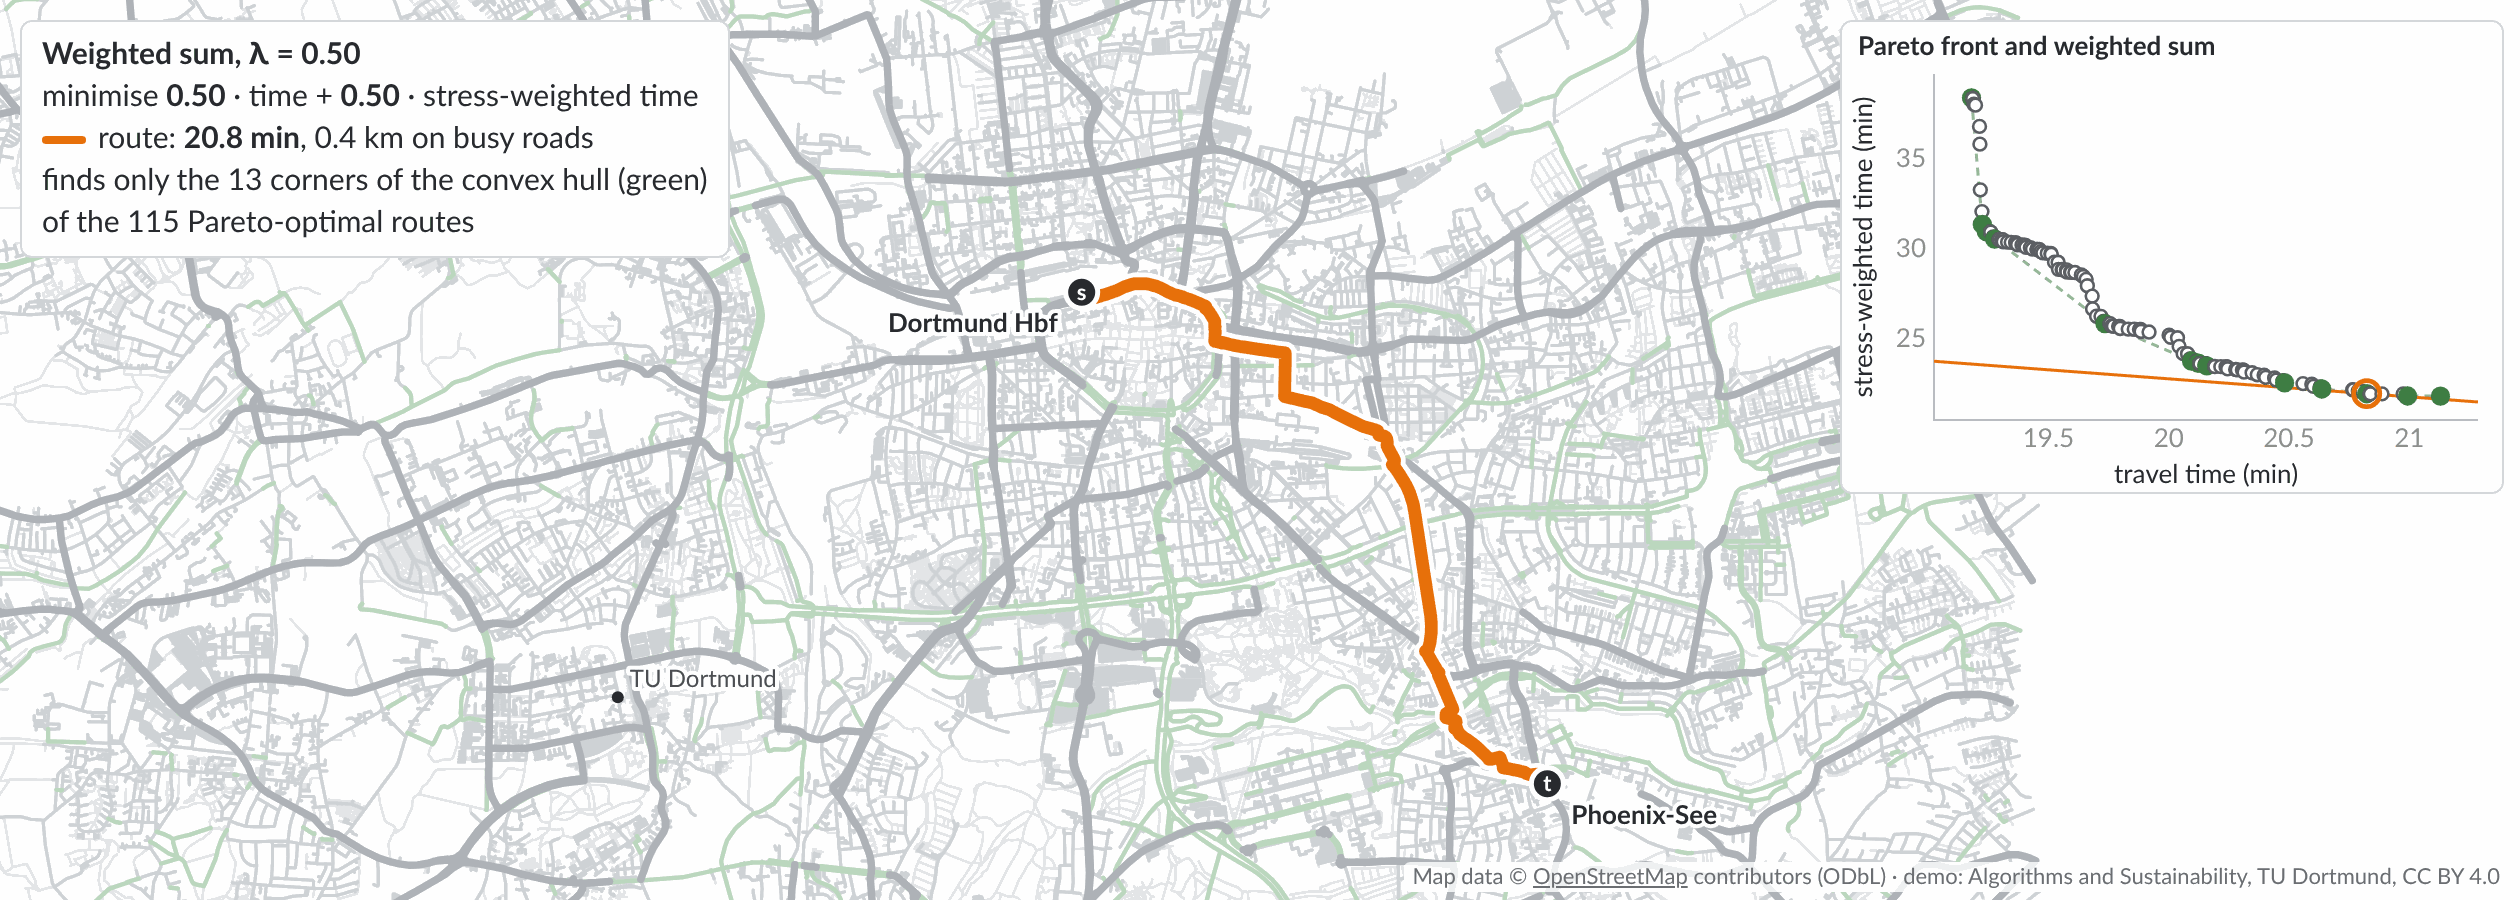 Weighted sum, λ = 0.50
minimise 0.50 · time + 0.50 · stress-weighted time
route: 20.8 min, 0.4 km on busy roads
finds only the 13 corners of the convex hull (green)
of the 115 Pareto-optimal routes
Pareto front and weighted sum
stress-weighted time (min)
35
30
25
19.5 20 20.5 21
travel time (min)
s
Dortmund Hbf
TU Dortmund
t
Phoenix-See
Map data © OpenStreetMap contributors (ODbL) · demo: Algorithms and Sustainability, TU Dortmund, CC BY 4.0